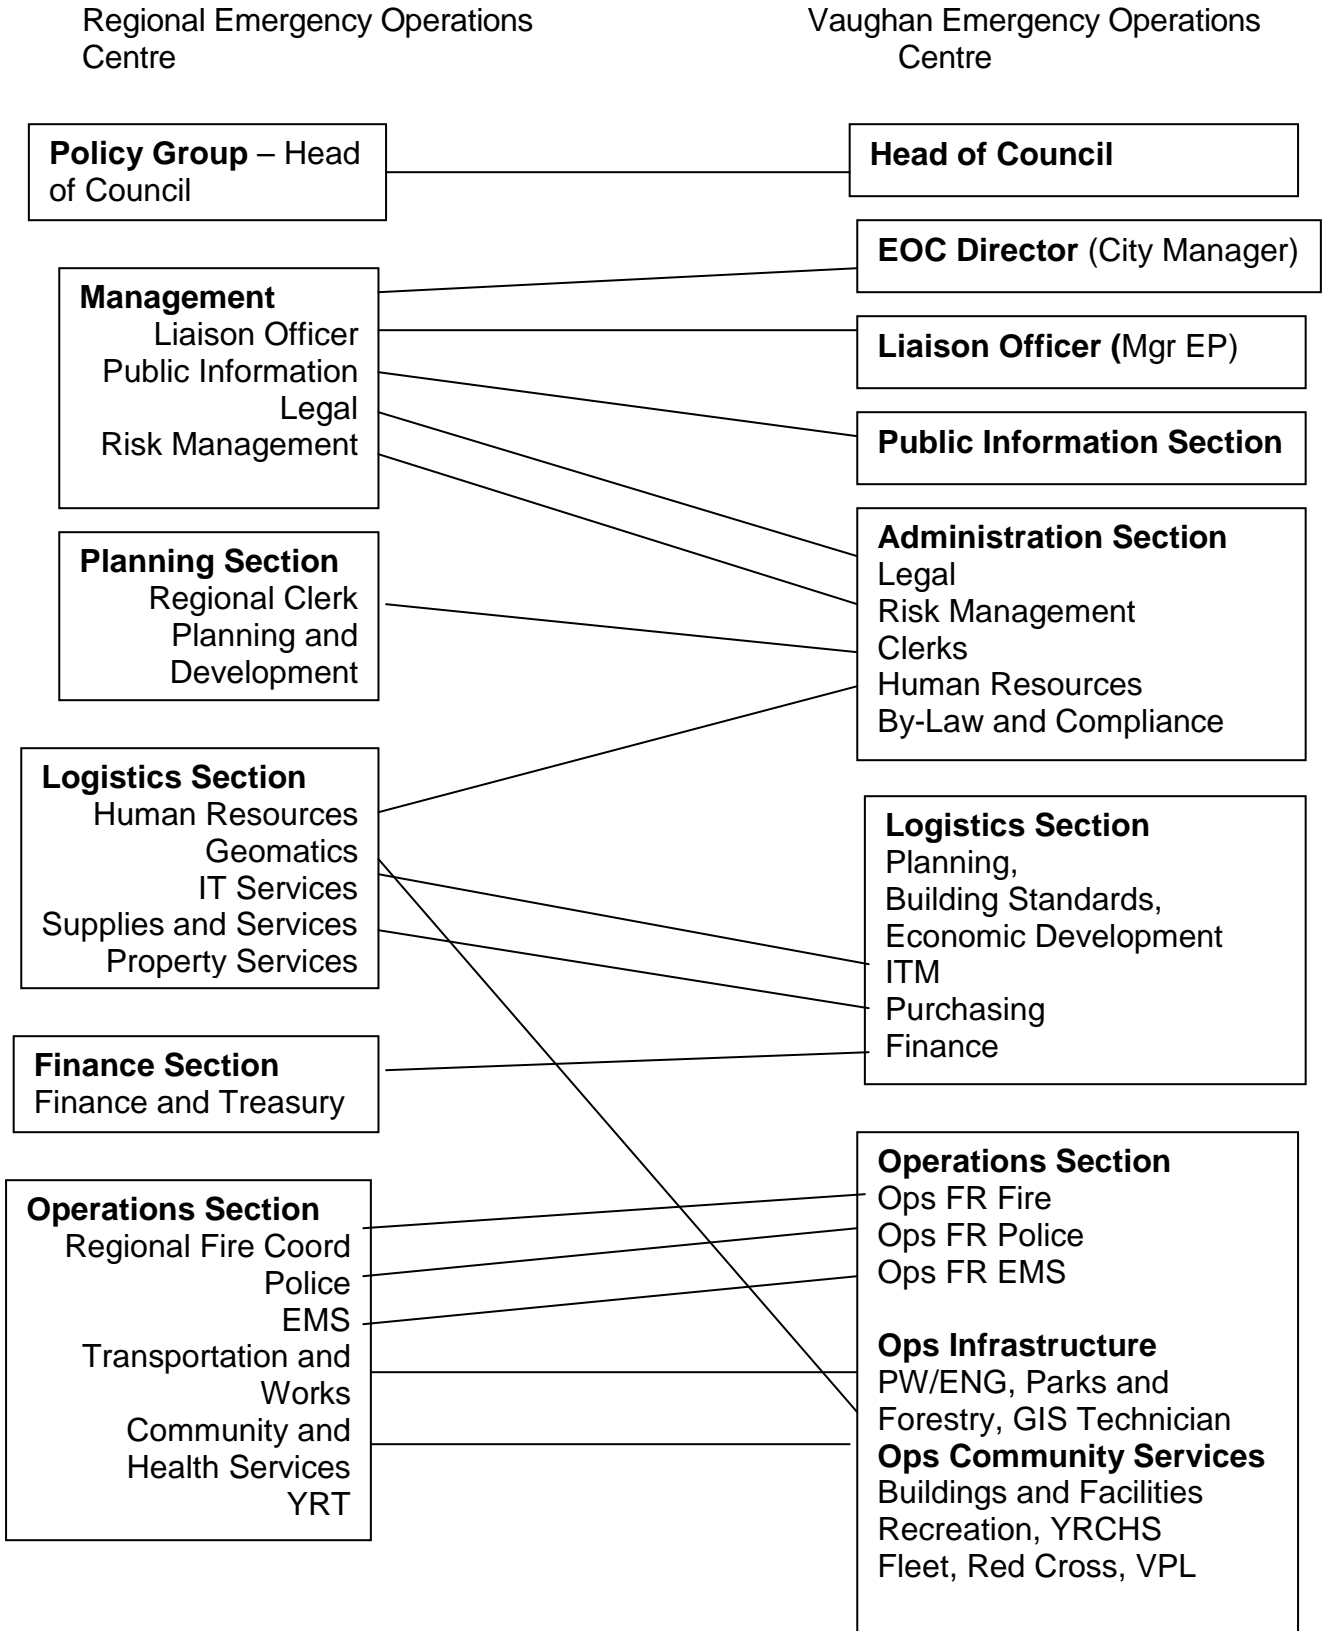 Regional Emergency Operations
Centre
Vaughan Emergency Operations
Centre
Policy Group – Head
of Council
Management
Liaison Officer
Public Information
Legal
Risk Management
Planning Section
Regional Clerk
Planning and
Development
Logistics Section
Human Resources
Geomatics
IT Services
Supplies and Services
Property Services
Finance Section
Finance and Treasury
Operations Section
Regional Fire Coord
Police
EMS
Transportation and
Works
Community and
Health Services
YRT
Head of Council
EOC Director (City Manager)
Liaison Officer (Mgr EP)
Public Information Section
Administration Section
Legal
Risk Management
Clerks
Human Resources
By-Law and Compliance
Logistics Section
Planning,
Building Standards,
Economic Development
ITM
Purchasing
Finance
Operations Section
Ops FR Fire
Ops FR Police
Ops FR EMS
Ops Infrastructure
PW/ENG, Parks and
Forestry, GIS Technician
Ops Community Services
Buildings and Facilities
Recreation, YRCHS
Fleet, Red Cross, VPL